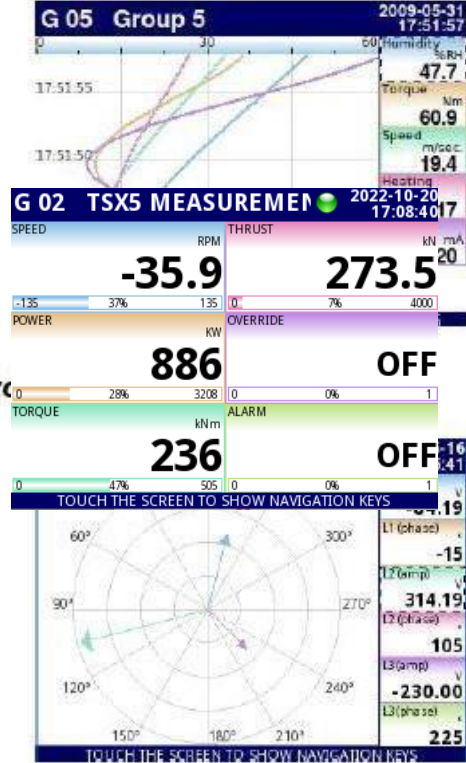 G 05 Group 5
2009-05-31
17:51:57
0 30 60
Humidity
%RH
47.7
17:51:55
Torque
Nm
60.9
Speed
m/sec
19.4
17:51:50
Heating
17
mA
20
G 02 TSX5 MEASUREMEN
2022-10-20
17:08:40
SPEED
RPM
-35.9
-135 37% 135
THRUST
kN
273.5
0 7% 4000
POWER
KW
886
0 28% 3208
OVERRIDE
OFF
0 0% 1
TORQUE
kNm
236
0 47% 505
ALARM
OFF
0 0% 1
TOUCH THE SCREEN TO SHOW NAVIGATION KEYS
-16
:41
V
L1(phase)
-15
L2(amp)
V
314.19
L2(phase)
105
L3(amp)
V
-230.00
L3(phase)
225
60°
300°
90°
270°
120°
240°
150°
180°
210°
TOUCH THE SCREEN TO SHOW NAVIGATION KEYS